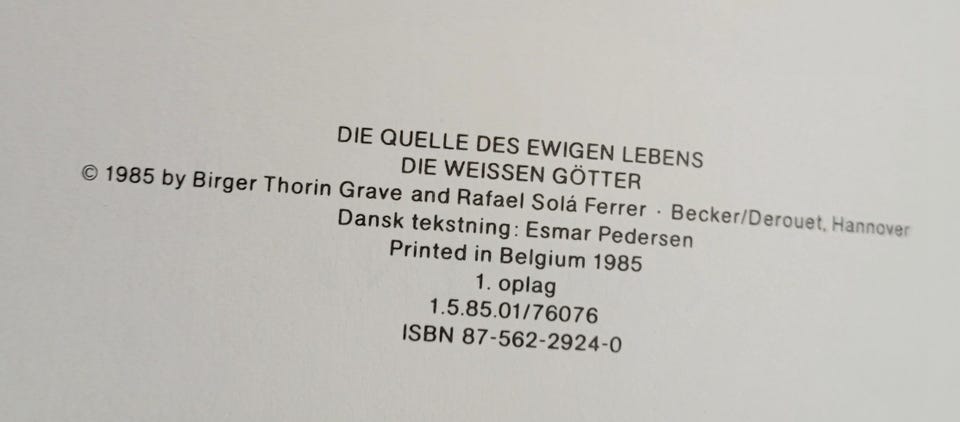 DIE QUELLE DES EWIGEN LEBENS
DIE WEISSEN GÖTTER
© 1985 by Birger Thorin Grave and Rafael Solá Ferrer · Becker/Derouet, Hannover
Dansk tekstning: Esmar Pedersen
Printed in Belgium 1985
1. oplag
1.5.85.01/76076
ISBN 87-562-2924-0